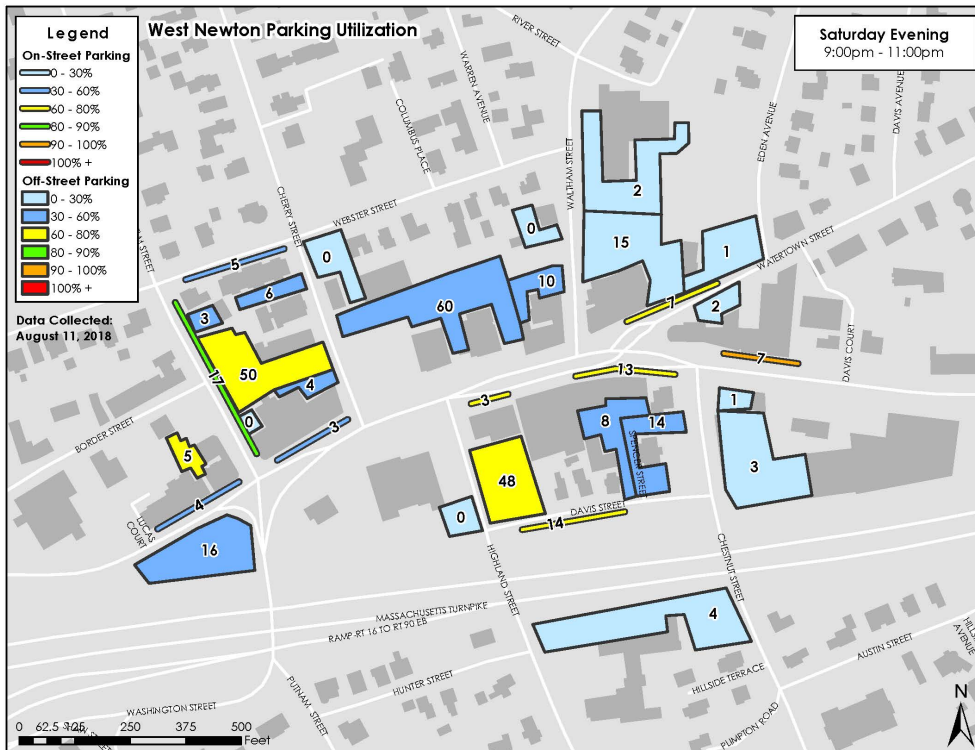 West Newton Parking Utilization
Legend
On-Street Parking
0 - 30%
30 - 60%
60 - 80%
80 - 90%
90 - 100%
100% +
Off-Street Parking
0 - 30%
30 - 60%
60 - 80%
80 - 90%
90 - 100%
100% +
Data Collected:
August 11, 2018
Saturday Evening
9:00pm - 11:00pm
RIVER STREET
WARREN AVENUE
COLUMBUS PLACE
WALTHAM STREET
EDEN AVENUE
DAVIS AVENUE
CHERRY STREET
WEBSTER STREET
WATERTOWN STREET
DAVIS COURT
BORDER STREET
LUCAS
COURT
SPENCER STREET
DAVIS STREET
HIGHLAND STREET
CHESTNUT STREET
MASSACHUSETTS TURNPIKE
RAMP-RT 16 TO RT 90 EB
HUNTER STREET
PUTNAM STREET
WASHINGTON STREET
HILLSIDE TERRACE
AUSTIN STREET
PLIMPTON ROAD
AVENUE
2
15
1
0
0
5
6
3
60
10
7
2
50
4
17
0
3
3
13
7
8
14
1
3
5
4
48
0
14
16
4
0 62.5 125 250 375 500
Feet
N